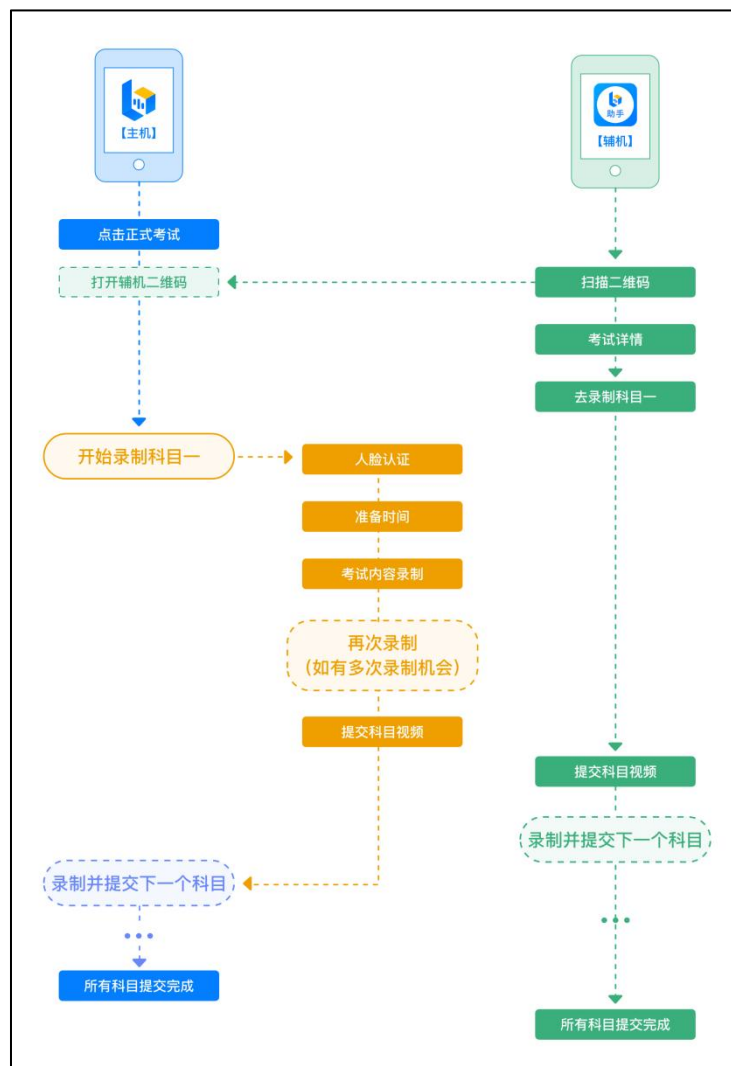 【主机】
助手
【辅机】
点击正式考试
打开辅机二维码
扫描二维码
考试详情
去录制科目一
开始录制科目一
人脸认证
准备时间
考试内容录制
再次录制
（如有多次录制机会）
提交科目视频
提交科目视频
录制并提交下一个科目
录制并提交下一个科目
所有科目提交完成
所有科目提交完成